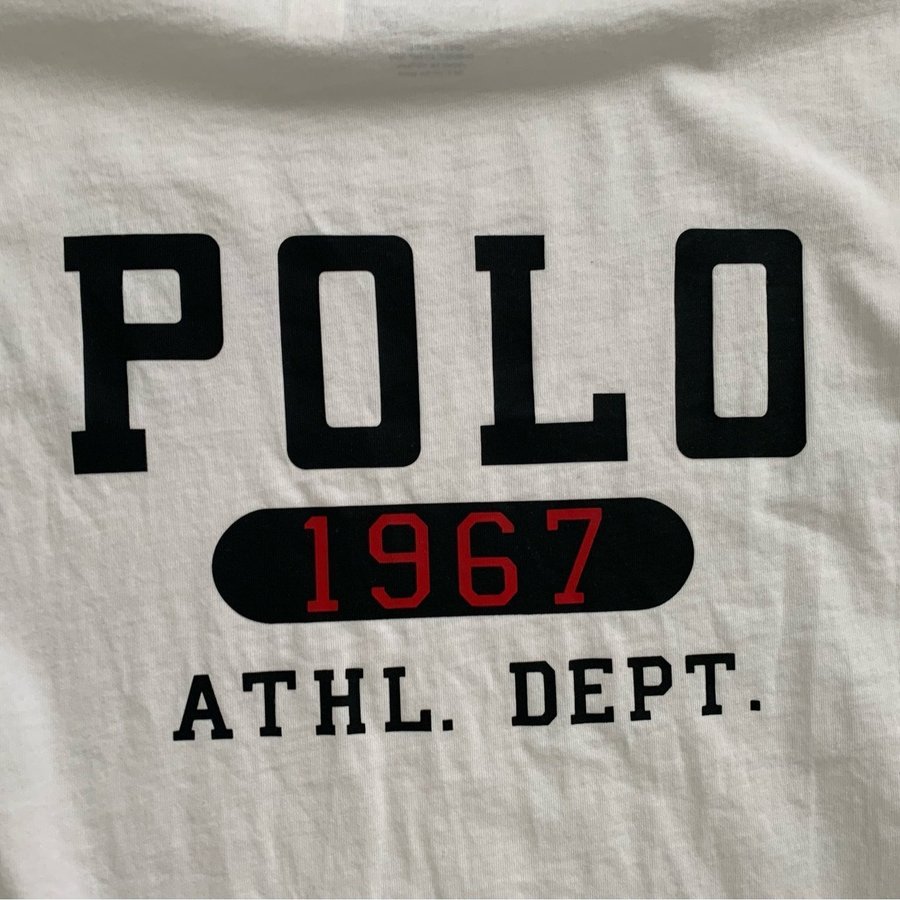 POLO
1967
ATHL. DEPT.